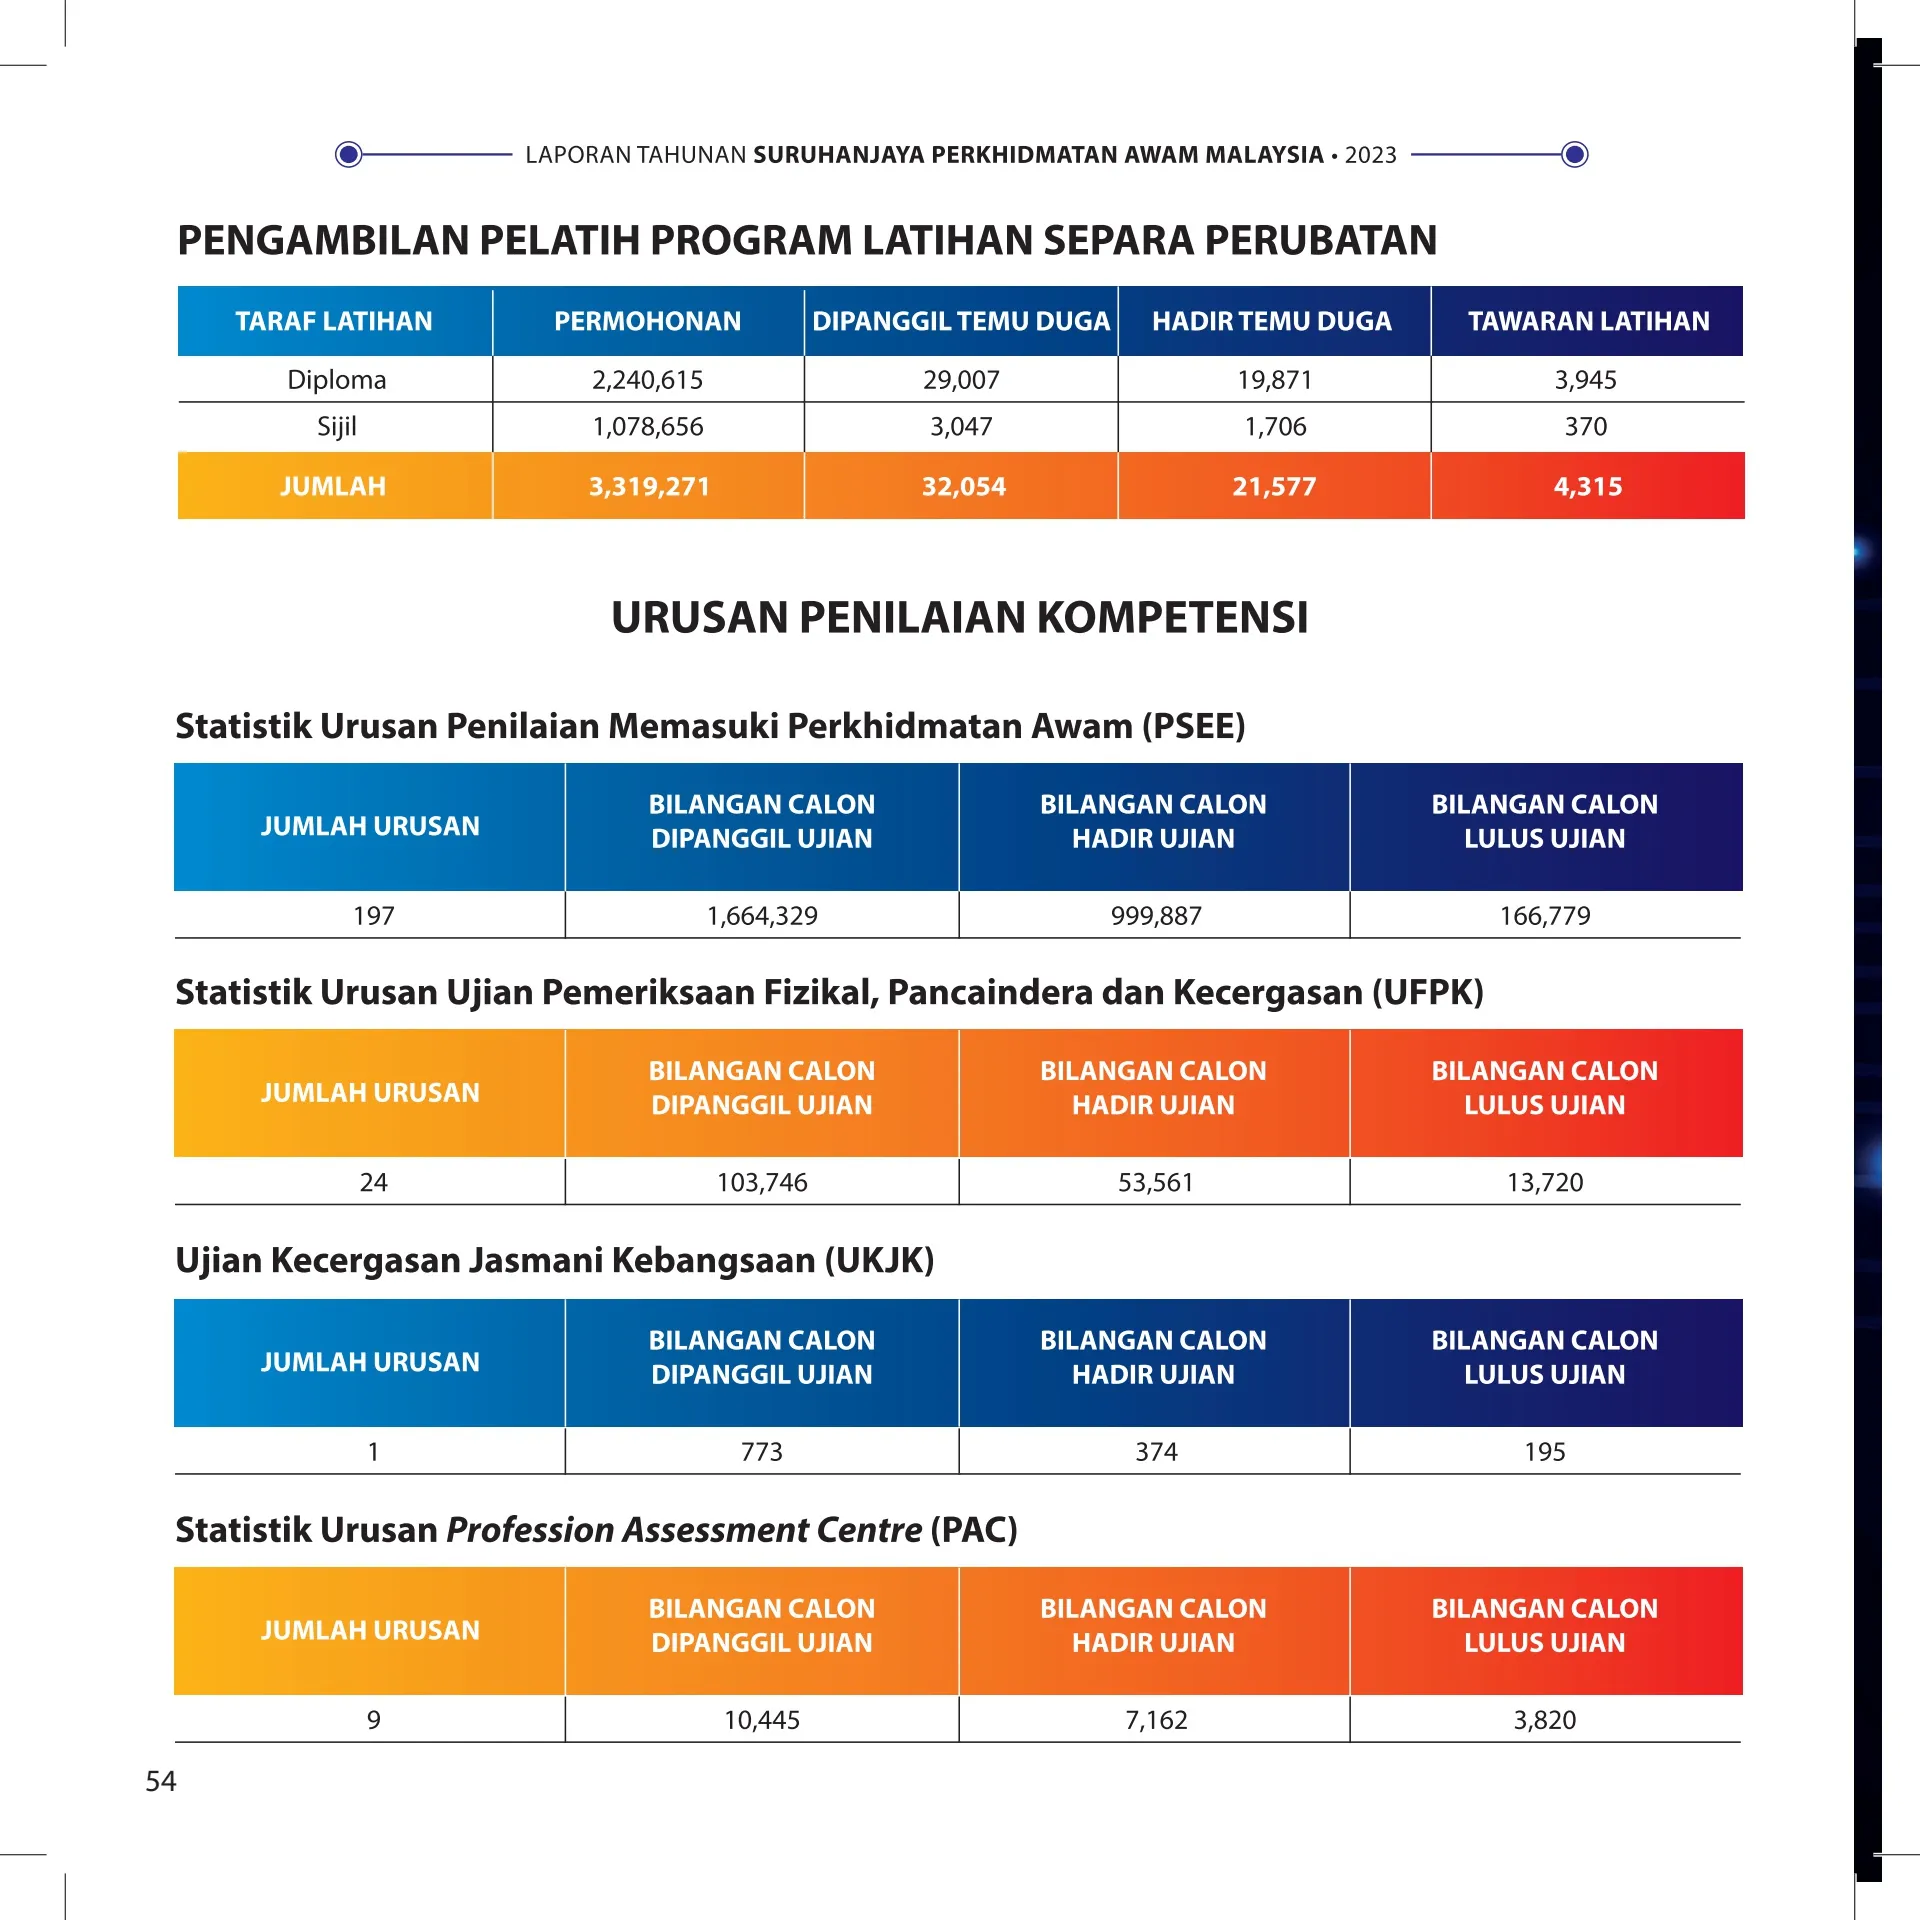 LAPORAN TAHUNAN SURUHANJAYA PERKHIDMATAN AWAM MALAYSIA • 2023
PENGAMBILAN PELATIH PROGRAM LATIHAN SEPARA PERUBATAN
TARAF LATIHAN PERMOHONAN DIPANGGIL TEMU DUGA HADIR TEMU DUGA TAWARAN LATIHAN
Diploma 2,240,615 29,007 19,871 3,945
Sijil 1,078,656 3,047 1,706 370
JUMLAH 3,319,271 32,054 21,577 4,315
URUSAN PENILAIAN KOMPETENSI
Statistik Urusan Penilaian Memasuki Perkhidmatan Awam (PSEE)
JUMLAH URUSAN
BILANGAN CALON
DIPANGGIL UJIAN
BILANGAN CALON
HADIR UJIAN
BILANGAN CALON
LULUS UJIAN
197 1,664,329 999,887 166,779
Statistik Urusan Ujian Pemeriksaan Fizikal, Pancaindera dan Kecergasan (UFPK)
JUMLAH URUSAN
BILANGAN CALON
DIPANGGIL UJIAN
BILANGAN CALON
HADIR UJIAN
BILANGAN CALON
LULUS UJIAN
24 103,746 53,561 13,720
Ujian Kecergasan Jasmani Kebangsaan (UKJK)
JUMLAH URUSAN
BILANGAN CALON
DIPANGGIL UJIAN
BILANGAN CALON
HADIR UJIAN
BILANGAN CALON
LULUS UJIAN
1 773 374 195
Statistik Urusan Profession Assessment Centre (PAC)
JUMLAH URUSAN
BILANGAN CALON
DIPANGGIL UJIAN
BILANGAN CALON
HADIR UJIAN
BILANGAN CALON
LULUS UJIAN
9 10,445 7,162 3,820
54